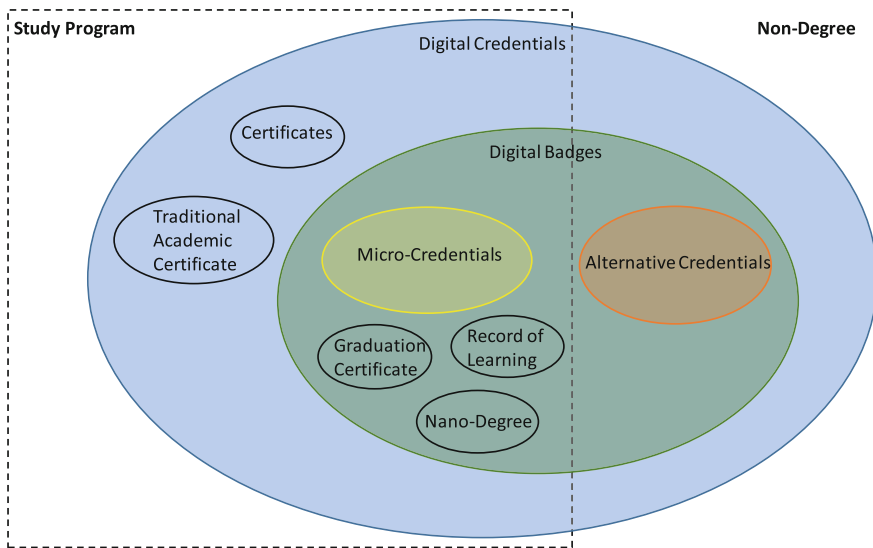 Study Program
Non-Degree
Digital Credentials
Certificates
Digital Badges
Traditional
Academic
Certificate
Micro-Credentials
Alternative Credentials
Graduation
Certificate
Record of
Learning
Nano-Degree